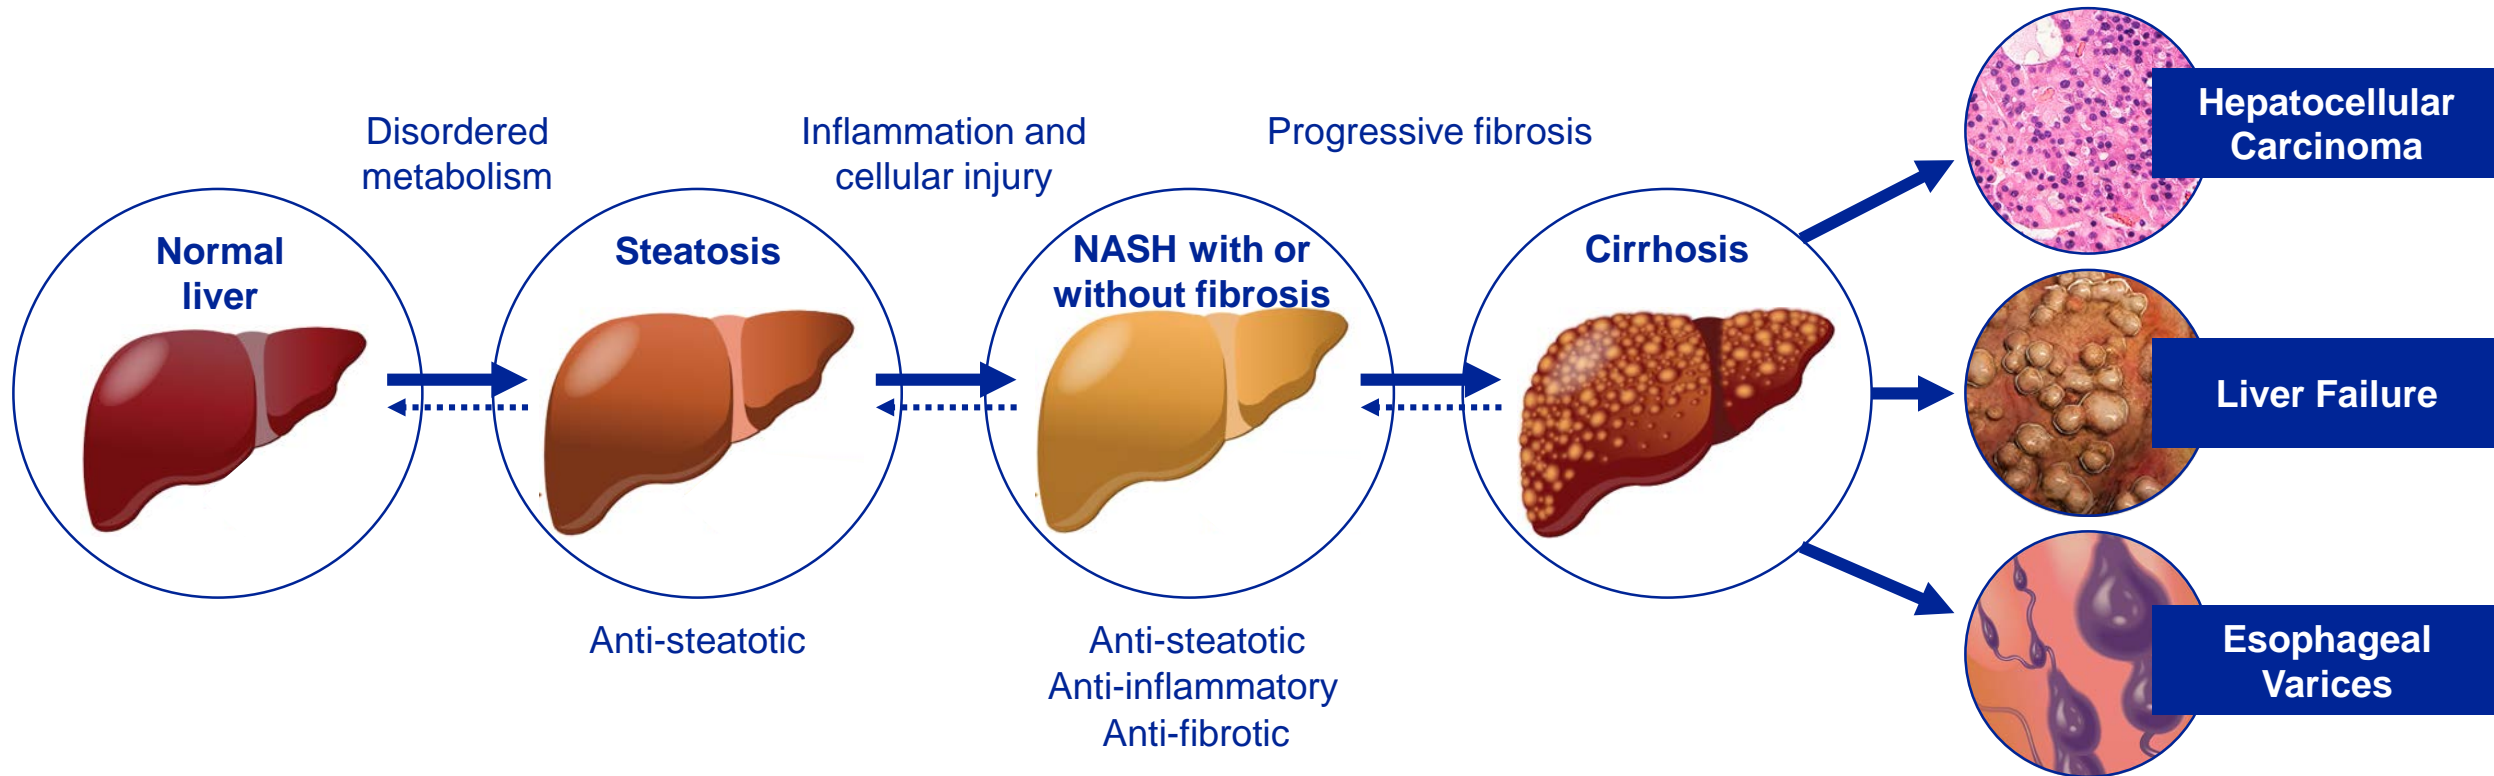 Disordered
metabolism
Inflammation and
cellular injury
Progressive fibrosis
Normal
liver
Steatosis
NASH with or
without fibrosis
Cirrhosis
Hepatocellular
Carcinoma
Liver Failure
Esophageal
Varices
Anti-steatotic
Anti-steatotic
Anti-inflammatory
Anti-fibrotic